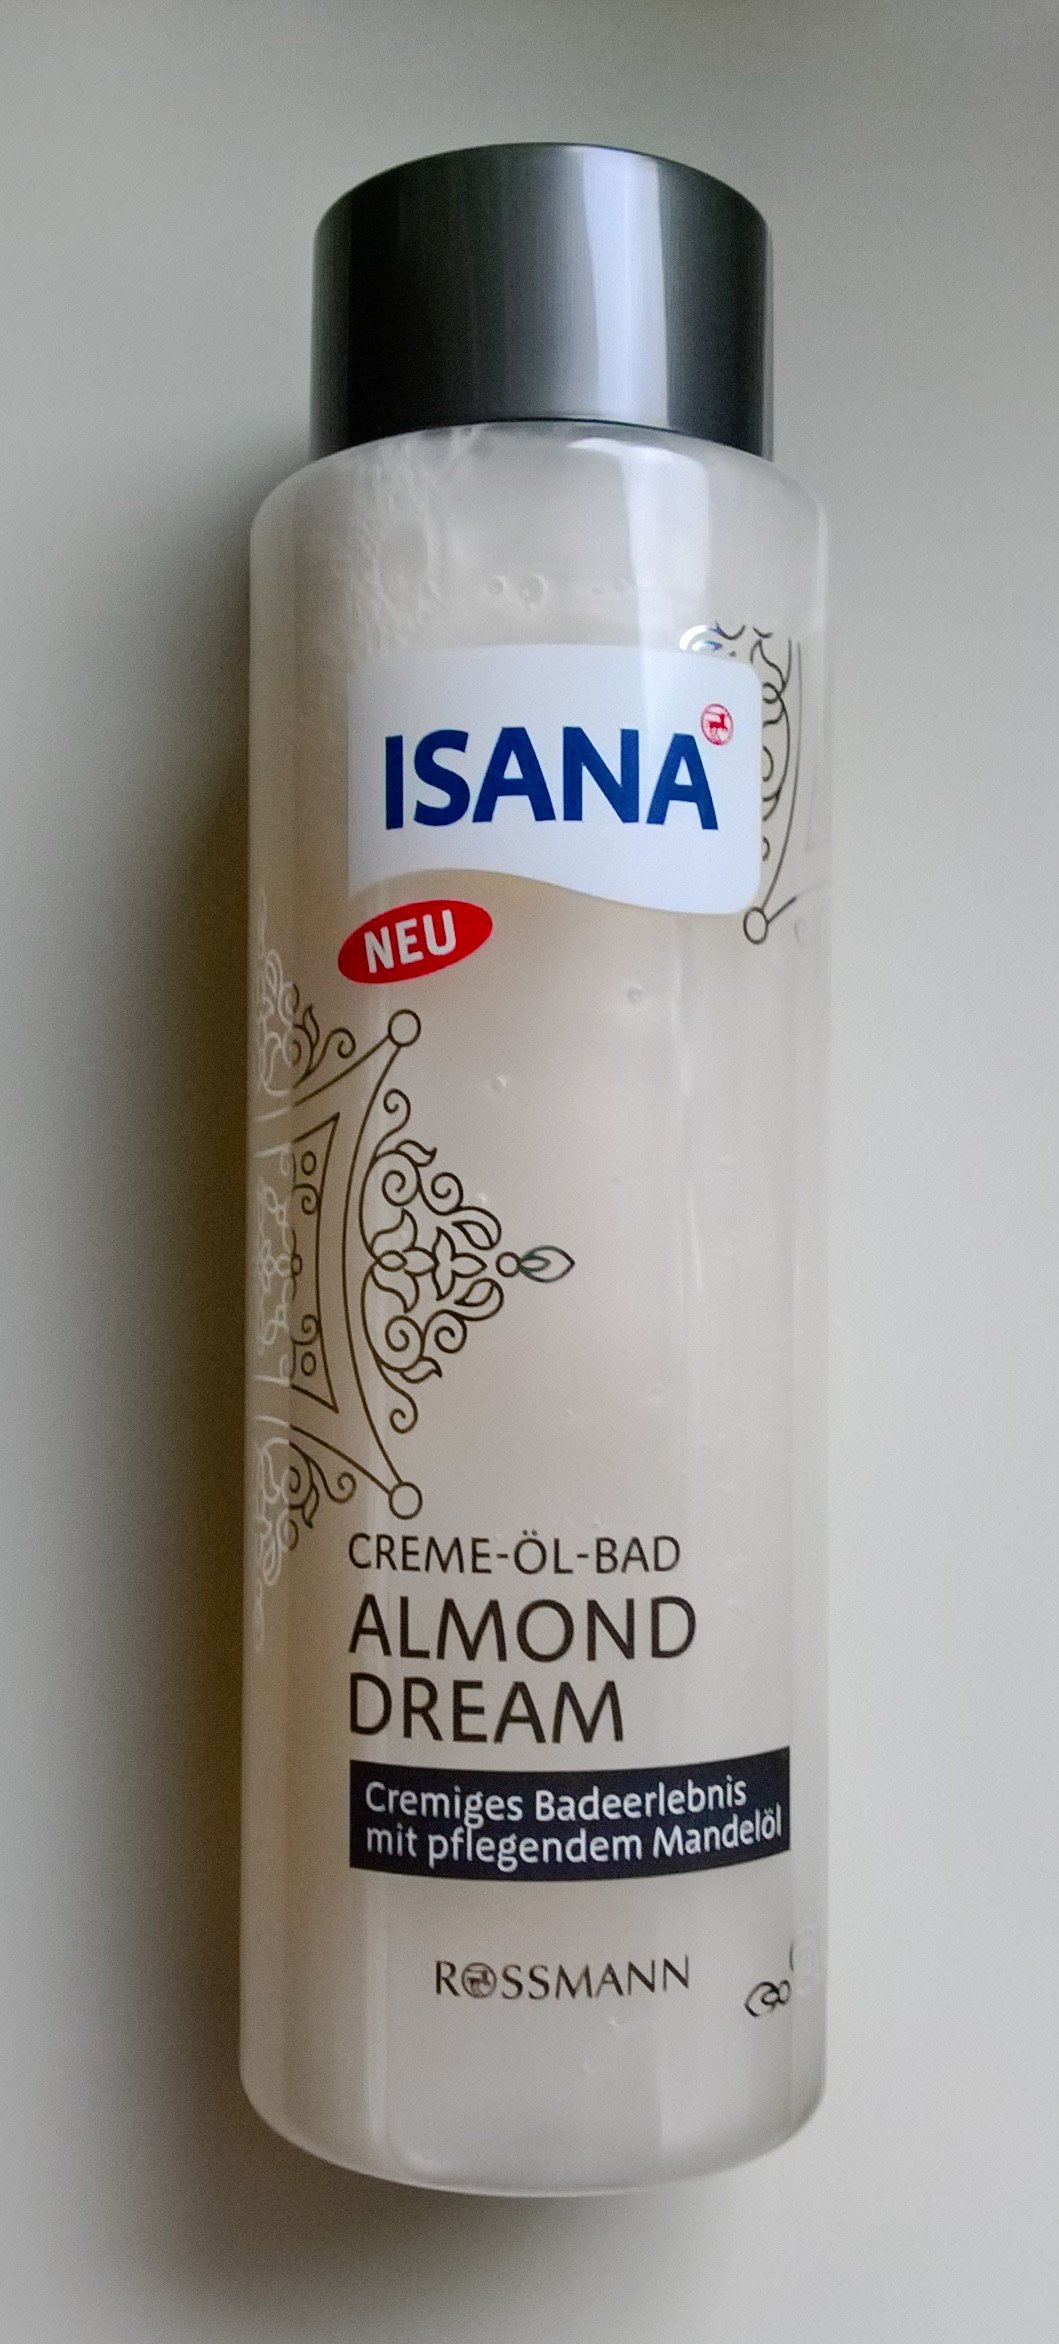 ISANA
NEU
CREME-ÖL-BAD
ALMOND
DREAM
Cremiges Badeerlebnis
mit pflegendem Mandelöl
ROSSMANN